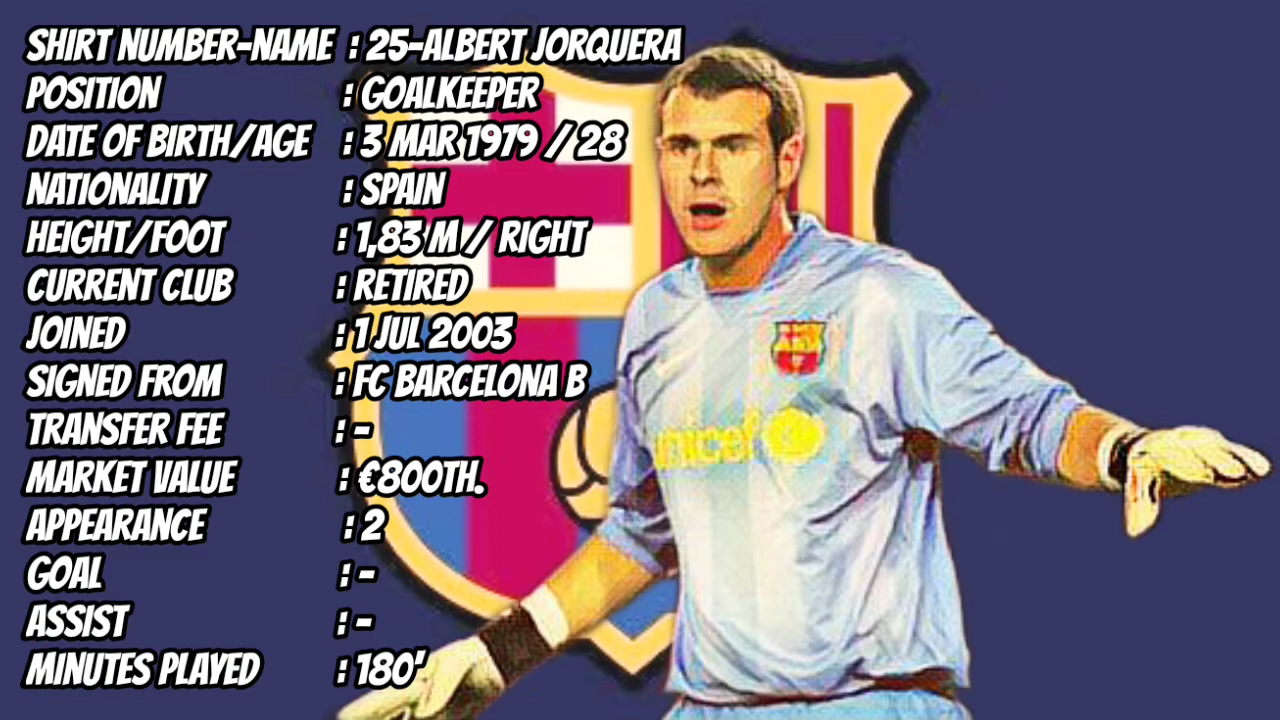 SHIRT NUMBER-NAME : 25-ALBERT JORQUERA
POSITION : GOALKEEPER
DATE OF BIRTH/AGE : 3 MAR 1979 / 28
NATIONALITY : SPAIN
HEIGHT/FOOT : 1,83 M / RIGHT
CURRENT CLUB : RETIRED
JOINED : 1 JUL 2003
SIGNED FROM : FC BARCELONA B
TRANSFER FEE : -
MARKET VALUE : €800TH.
APPEARANCE : 2
GOAL : -
ASSIST : -
MINUTES PLAYED : 180'
unicef